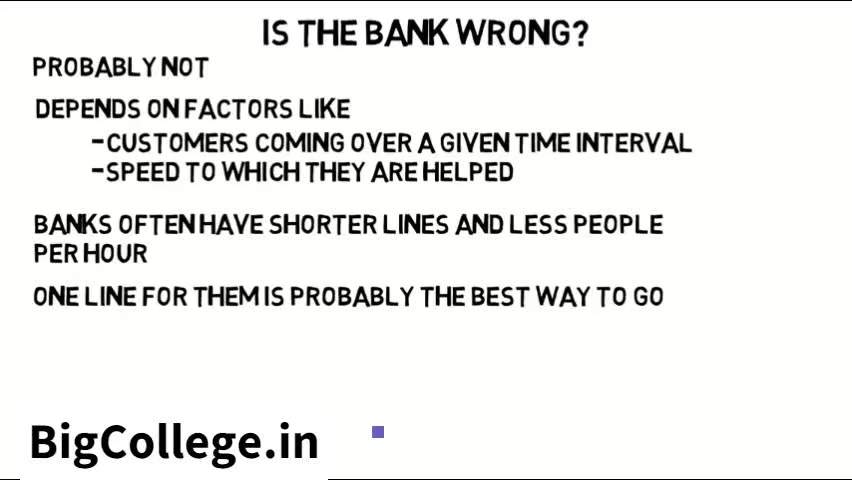 IS THE BANK WRONG?
PROBABLY NOT
DEPENDS ON FACTORS LIKE
-CUSTOMERS COMING OVER A GIVEN TIME INTERVAL
-SPEED TO WHICH THEY ARE HELPED
BANKS OFTEN HAVE SHORTER LINES AND LESS PEOPLE
PER HOUR
ONE LINE FOR THEM IS PROBABLY THE BEST WAY TO GO
BigCollege.in